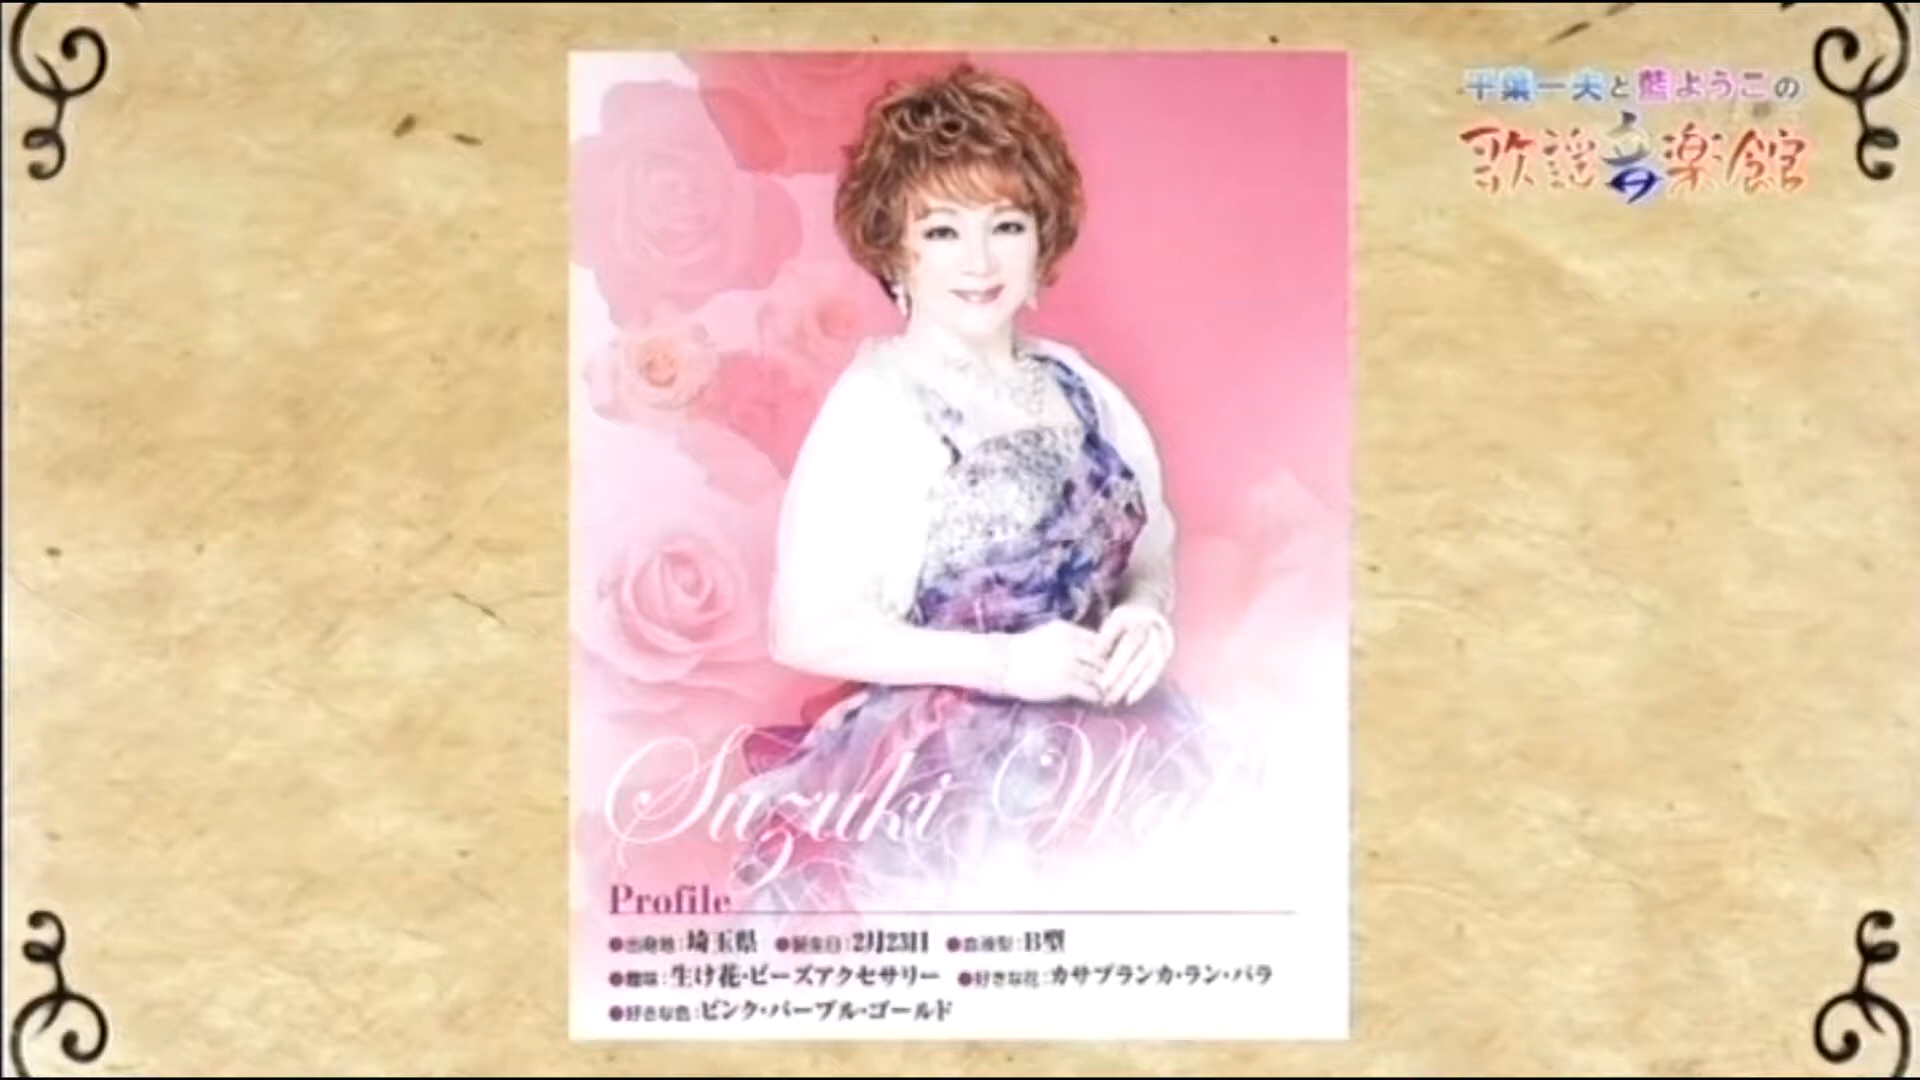 千葉一夫と藍ようこの
歌謡音楽館
Suzuki
Profile
●出身地：埼玉県 ●誕生日：2月23日 ●血液型：B型
●趣味：生け花・ビーズアクセサリー ●好きな花：カサブランカ・ラン・バラ
●好きな色：ピンク・パープル・ゴールド